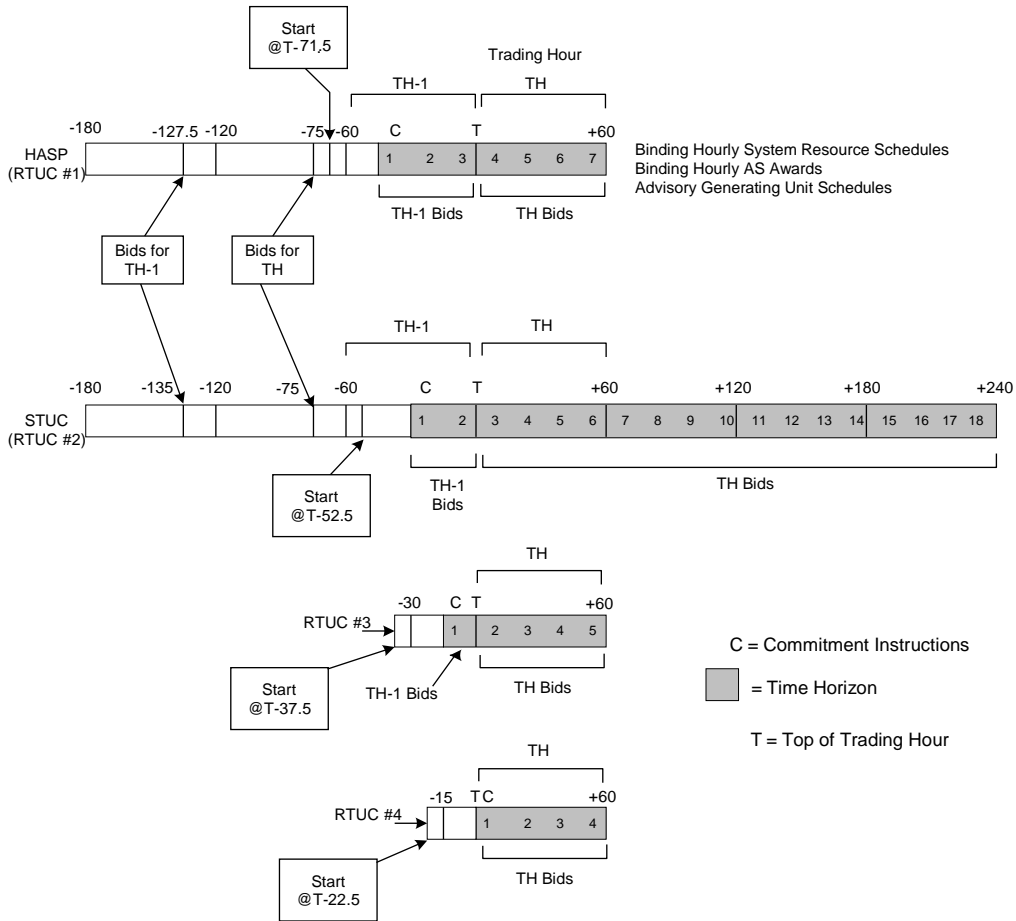 Start
@T-71.5
Trading Hour
TH-1
TH
-180
-127.5
-120
-75
-60
C
T
+60
HASP
(RTUC #1)
1
2
3
4
5
6
7
Binding Hourly System Resource Schedules
Binding Hourly AS Awards
Advisory Generating Unit Schedules
TH-1 Bids
TH Bids
Bids for
TH-1
Bids for
TH
TH-1
TH
-180
-135
-120
-75
-60
C
T
+60
+120
+180
+240
STUC
(RTUC #2)
1
2
3
4
5
6
7
8
9
10
11
12
13
14
15
16
17
18
TH-1
Bids
TH Bids
Start
@T-52.5
TH
-30
C
T
+60
RTUC #3
1
2
3
4
5
Start
@T-37.5
TH-1 Bids
TH Bids
C = Commitment Instructions
= Time Horizon
T = Top of Trading Hour
TH
-15
T C
+60
RTUC #4
1
2
3
4
Start
@T-22.5
TH Bids